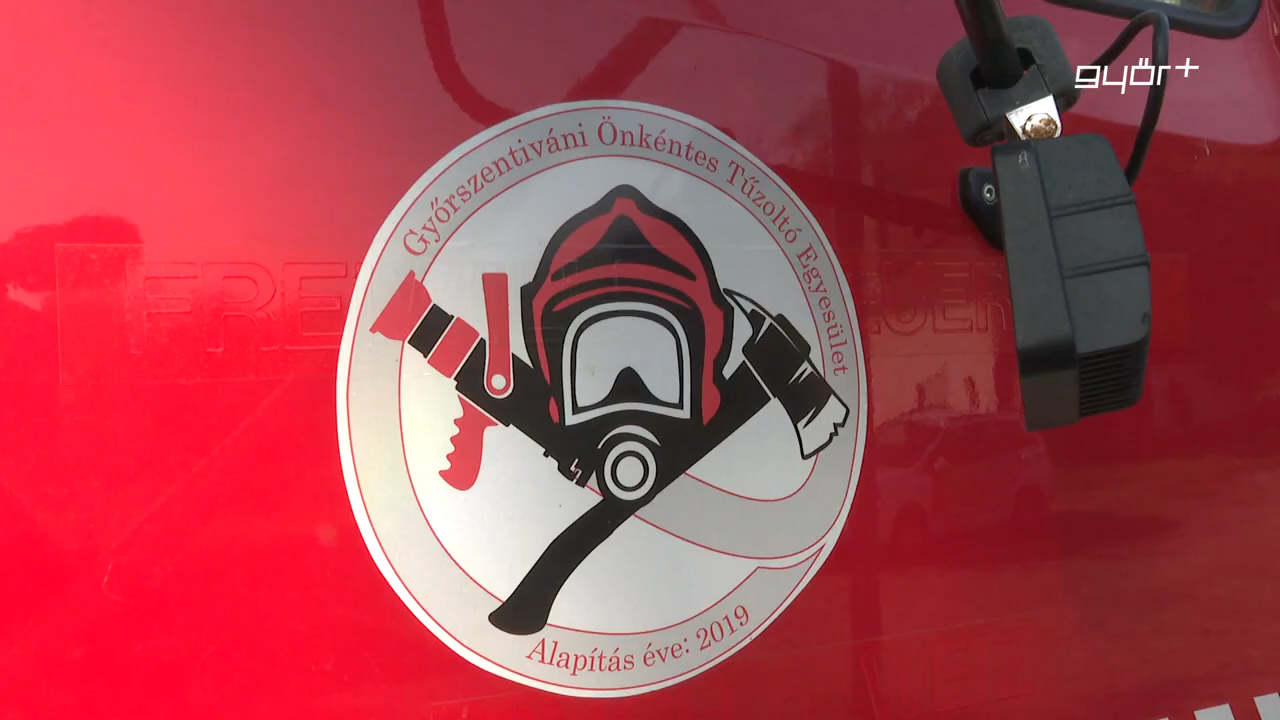 győr+
Győrszentiváni Önkéntes Tűzoltó Egyesület
Alapítás éve: 2019